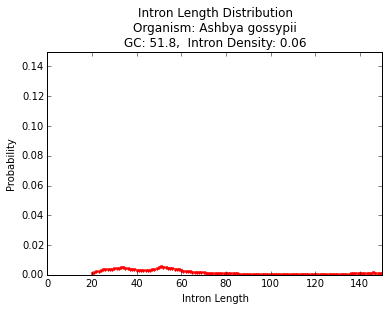 Intron Length Distribution
Organism: Ashbya gossypii
GC: 51.8,  Intron Density: 0.06
0.14
0.12
0.10
0.08
0.06
0.04
0.02
0.00
Probability
0 20 40 60 80 100 120 140
Intron Length